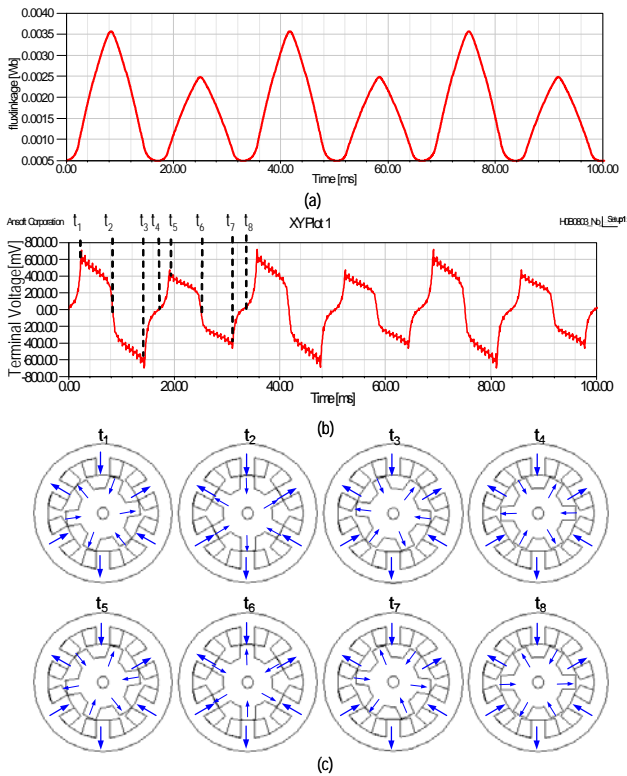 0.0040
0.0035
0.0030
0.0025
0.0020
0.0015
0.0010
0.0005
fluxlinkage [Wb]
0.00 20.00 40.00 60.00 80.00 100.00
Time [ms]
(a)
t1 t2 t3 t4 t5 t6 t7 t8
Ansoft Corporation XY Plot 1 Setup1
800.00
600.00
400.00
200.00
0.00
-200.00
-400.00
-600.00
-800.00
Terminal Voltage[mV]
0.00 20.00 40.00 60.00 80.00 100.00
Time [ms]
(b)
t1 t2 t3 t4
t5 t6 t7 t8
(c)